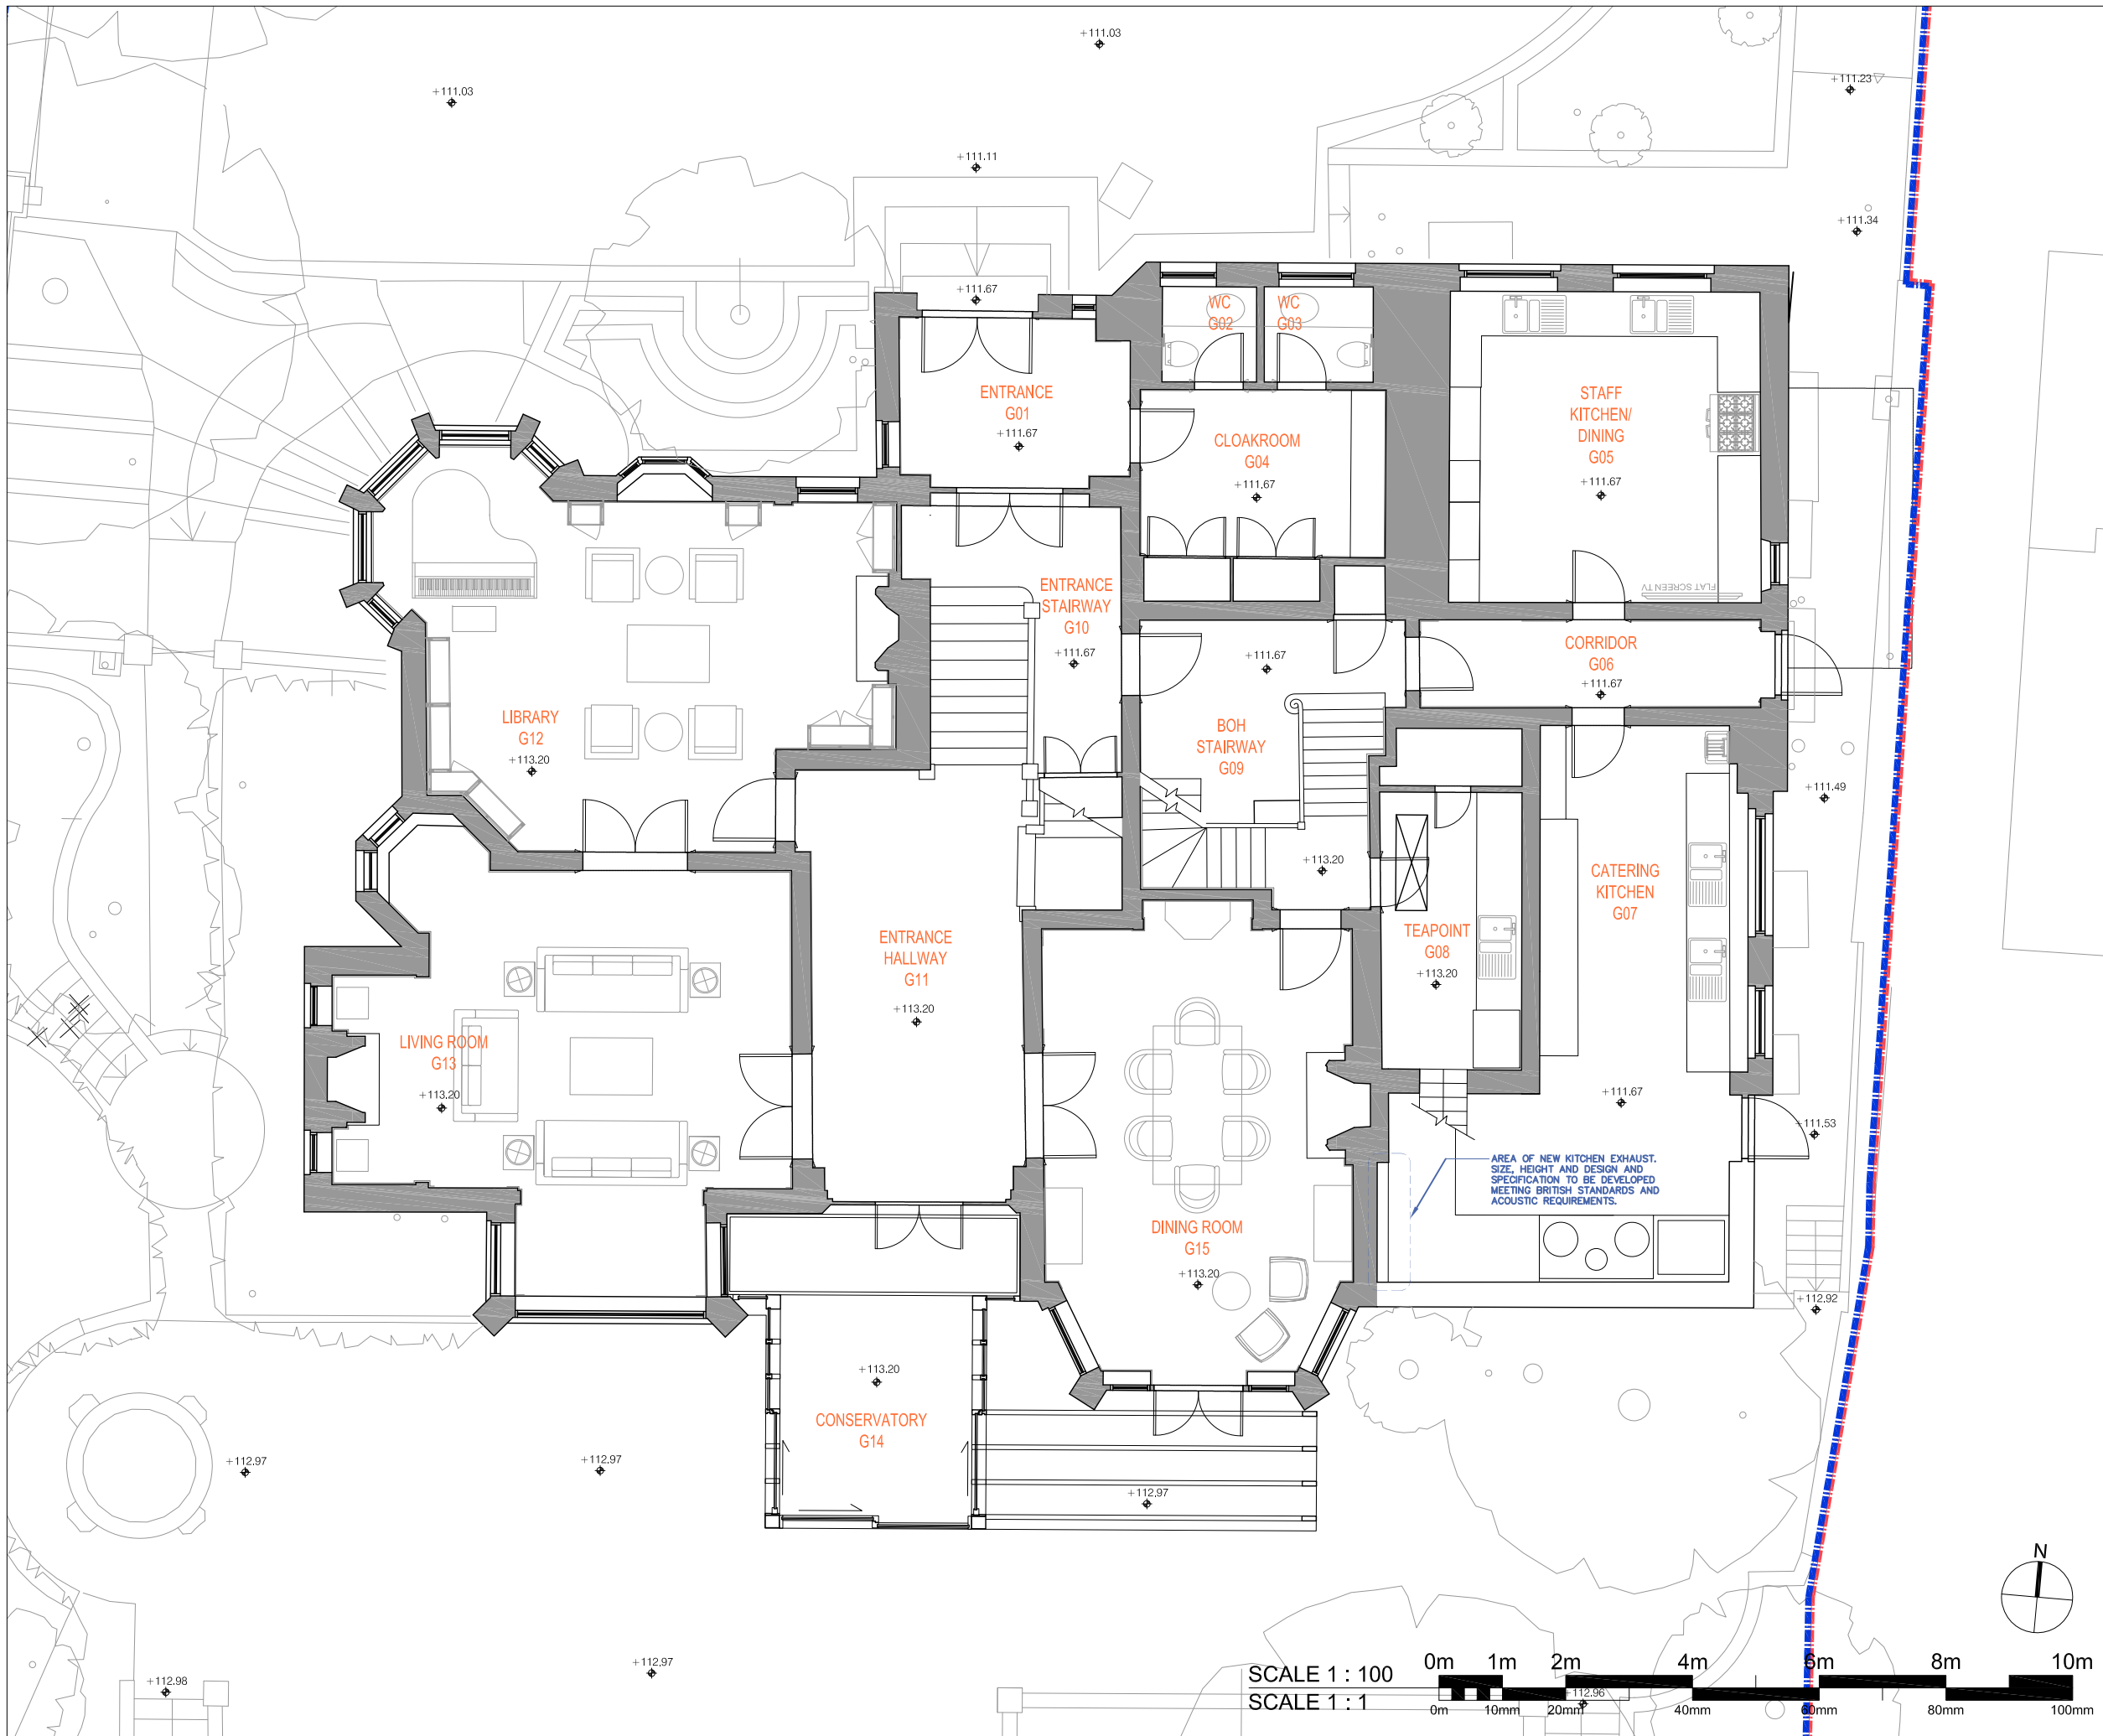 +111.03
+111.03
+111.23
+111.11
+111.34
+111.67
WC
G02
WC
G03
ENTRANCE
G01
+111.67
CLOAKROOM
G04
+111.67
STAFF
KITCHEN/
DINING
G05
+111.67
FLAT SCREEN TV
ENTRANCE
STAIRWAY
G10
+111.67
+111.67
CORRIDOR
G06
+111.67
LIBRARY
G12
+113.20
BOH
STAIRWAY
G09
+111.49
+113.20
CATERING
KITCHEN
G07
TEAPOINT
G08
+113.20
ENTRANCE
HALLWAY
G11
+113.20
LIVING ROOM
G13
+113.20
+111.67
+111.53
AREA OF NEW KITCHEN EXHAUST.
SIZE, HEIGHT AND DESIGN AND
SPECIFICATION TO BE DEVELOPED
MEETING BRITISH STANDARDS AND
ACOUSTIC REQUIREMENTS.
DINING ROOM
G15
+113.20
+112.92
+113.20
CONSERVATORY
G14
+112.97
+112.97
+112.97
N
+112.97
+112.98
SCALE 1 : 100
0m 1m 2m 4m 6m 8m 10m
SCALE 1 : 1
+112.96
0m 10mm 20mm 40mm 60mm 80mm 100mm